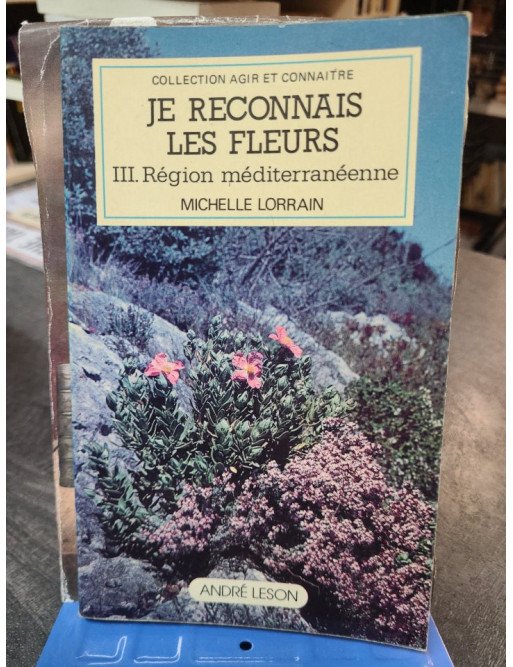 COLLECTION AGIR ET CONNAITRE
JE RECONNAIS
LES FLEURS
III. Région méditerranéenne
MICHELLE LORRAIN
ANDRÉ LESON